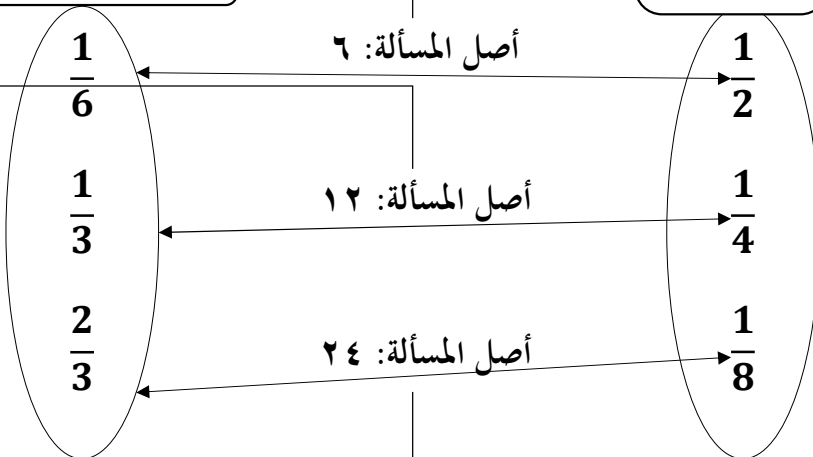 1/2 أصل المسألة: ٦ 1/6
1/4 أصل المسألة: ١٢ 1/3
1/8 أصل المسألة: ٢٤ 2/3